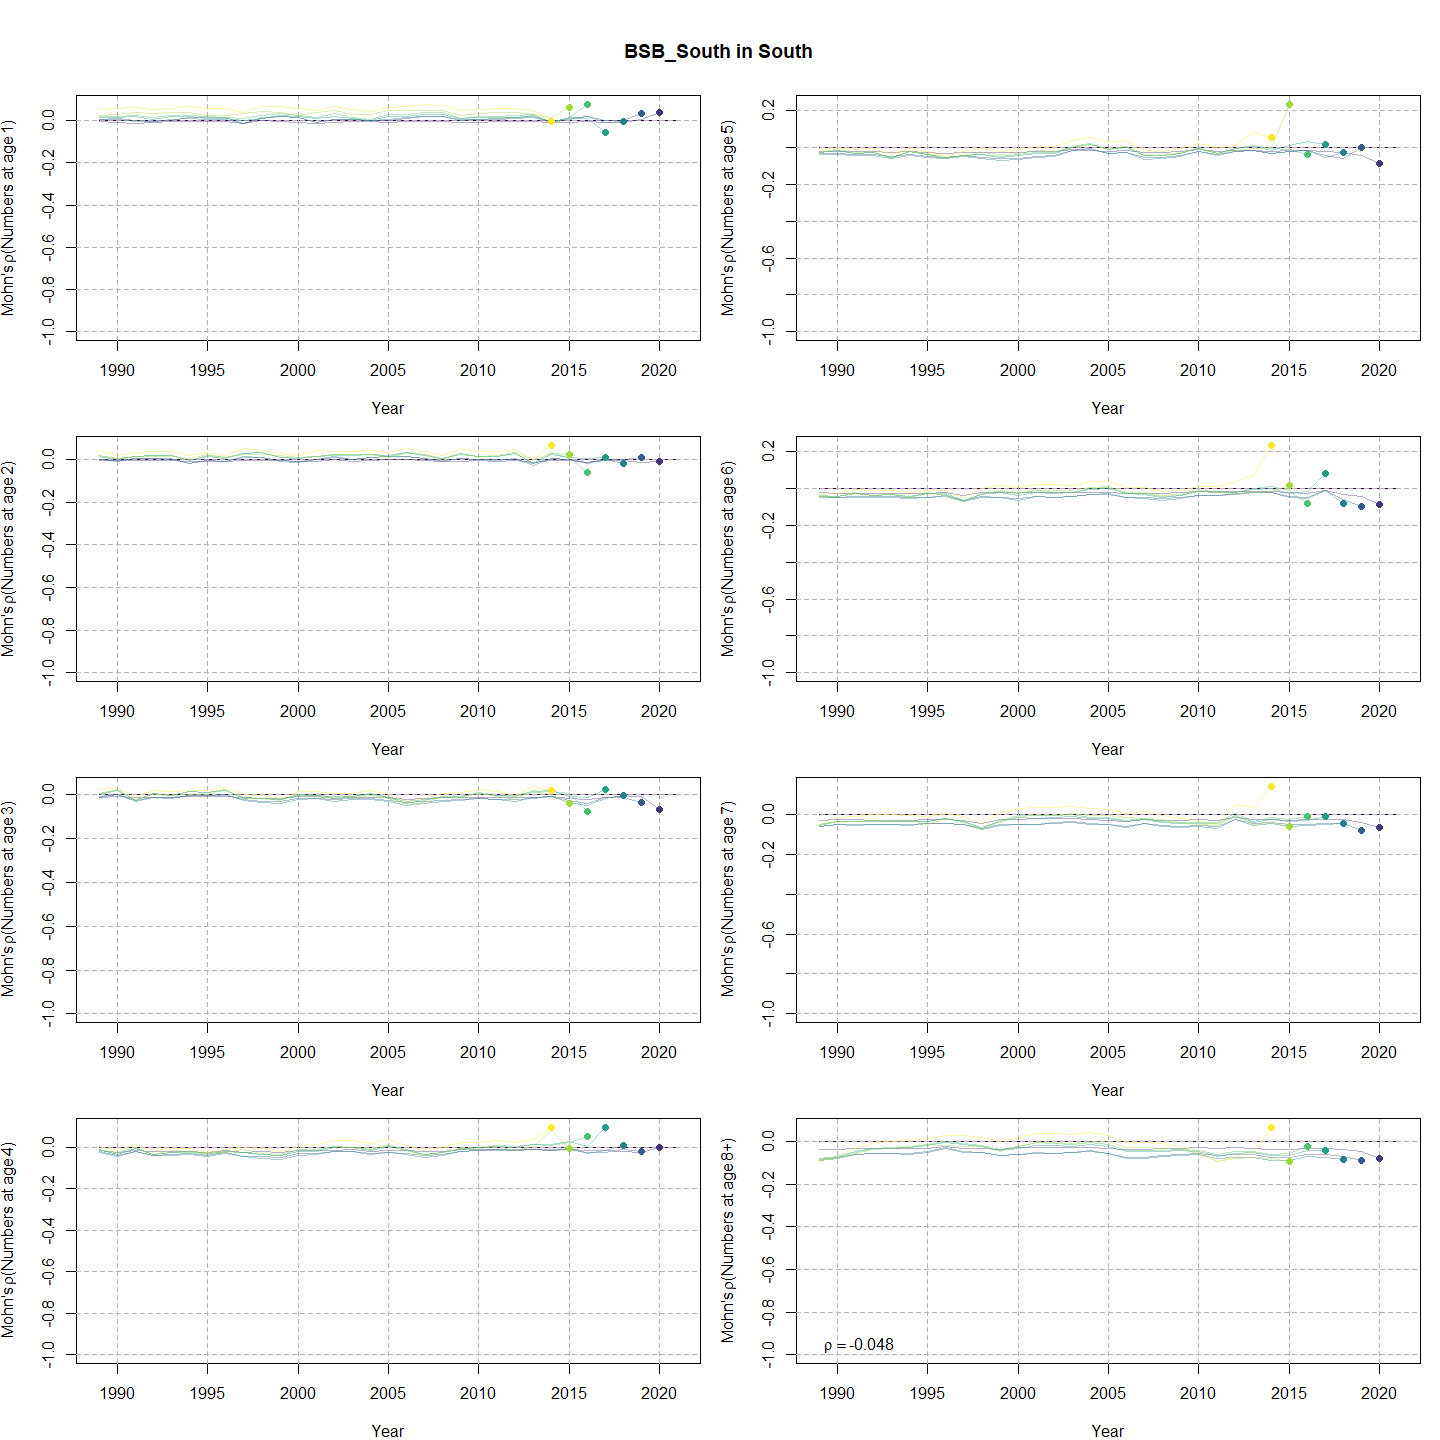 BSB_South in South
Mohn's ρ(Numbers at age 1)
0.0 -0.2 -0.4 -0.6 -0.8 -1.0
1990 1995 2000 2005 2010 2015 2020
Year
Mohn's ρ(Numbers at age 5)
0.2 -0.2 -0.6 -1.0
1990 1995 2000 2005 2010 2015 2020
Year
Mohn's ρ(Numbers at age 2)
0.0 -0.2 -0.4 -0.6 -0.8 -1.0
1990 1995 2000 2005 2010 2015 2020
Year
Mohn's ρ(Numbers at age 6)
0.2 -0.2 -0.6 -1.0
1990 1995 2000 2005 2010 2015 2020
Year
Mohn's ρ(Numbers at age 3)
0.0 -0.2 -0.4 -0.6 -0.8 -1.0
1990 1995 2000 2005 2010 2015 2020
Year
Mohn's ρ(Numbers at age 7)
0.0 -0.2 -0.6 -1.0
1990 1995 2000 2005 2010 2015 2020
Year
Mohn's ρ(Numbers at age 4)
0.0 -0.2 -0.4 -0.6 -0.8 -1.0
1990 1995 2000 2005 2010 2015 2020
Year
Mohn's ρ(Numbers at age 8+)
0.0 -0.2 -0.4 -0.6 -0.8 -1.0
ρ = -0.048
1990 1995 2000 2005 2010 2015 2020
Year